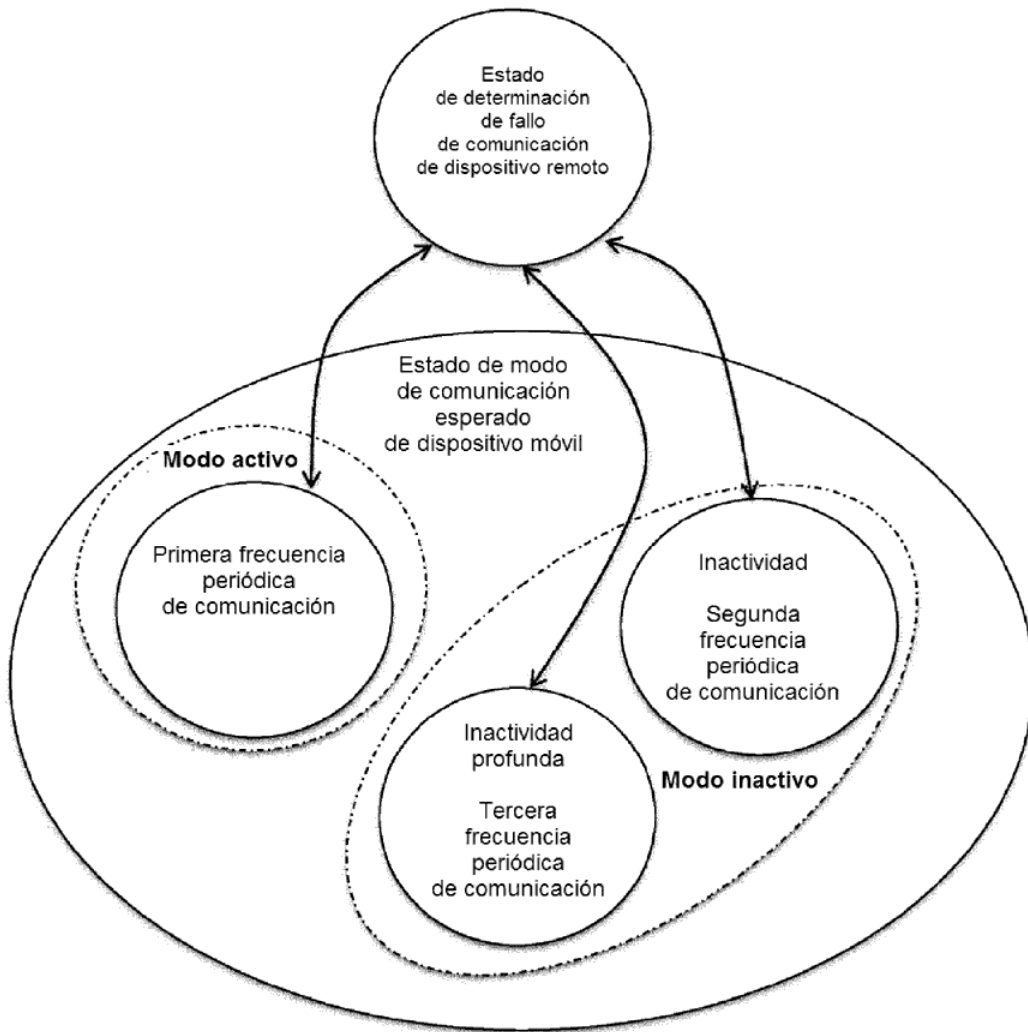 Estado
de determinación
de fallo
de comunicación
de dispositivo remoto
Estado de modo
de comunicación
esperado
de dispositivo móvil
Modo activo
Primera frecuencia
periódica
de comunicación
Inactividad
Segunda
frecuencia
periódica
de comunicación
Inactividad
profunda
Tercera
frecuencia
periódica
de comunicación
Modo inactivo